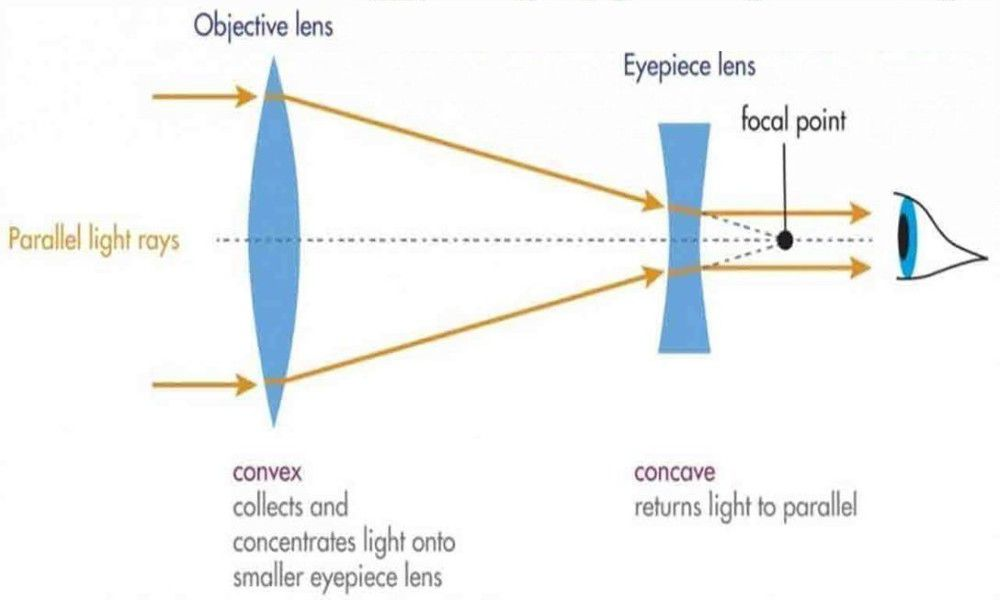 Objective lens
Eyepiece lens
focal point
Parallel light rays
convex
collects and
concentrates light onto
smaller eyepiece lens
concave
returns light to parallel